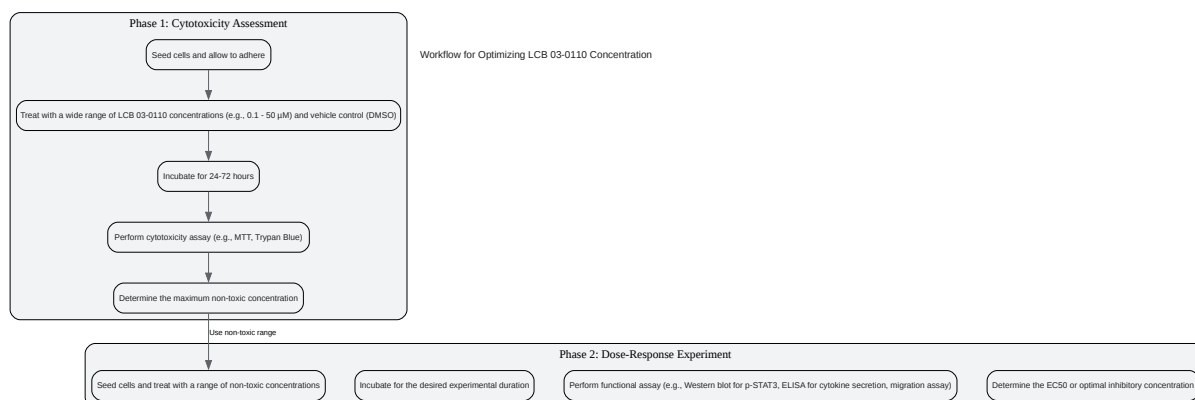 Phase 1: Cytotoxicity Assessment
Seed cells and allow to adhere
Workflow for Optimizing LCB 03-0110 Concentration
Treat with a wide range of LCB 03-0110 concentrations (e.g., 0.1 - 50 µM) and vehicle control (DMSO)
Incubate for 24-72 hours
Perform cytotoxicity assay (e.g., MTT, Trypan Blue)
Determine the maximum non-toxic concentration
Use non-toxic range
Phase 2: Dose-Response Experiment
Seed cells and treat with a range of non-toxic concentrations
Incubate for the desired experimental duration
Perform functional assay (e.g., Western blot for p-STAT3, ELISA for cytokine secretion, migration assay)
Determine the EC50 or optimal inhibitory concentration